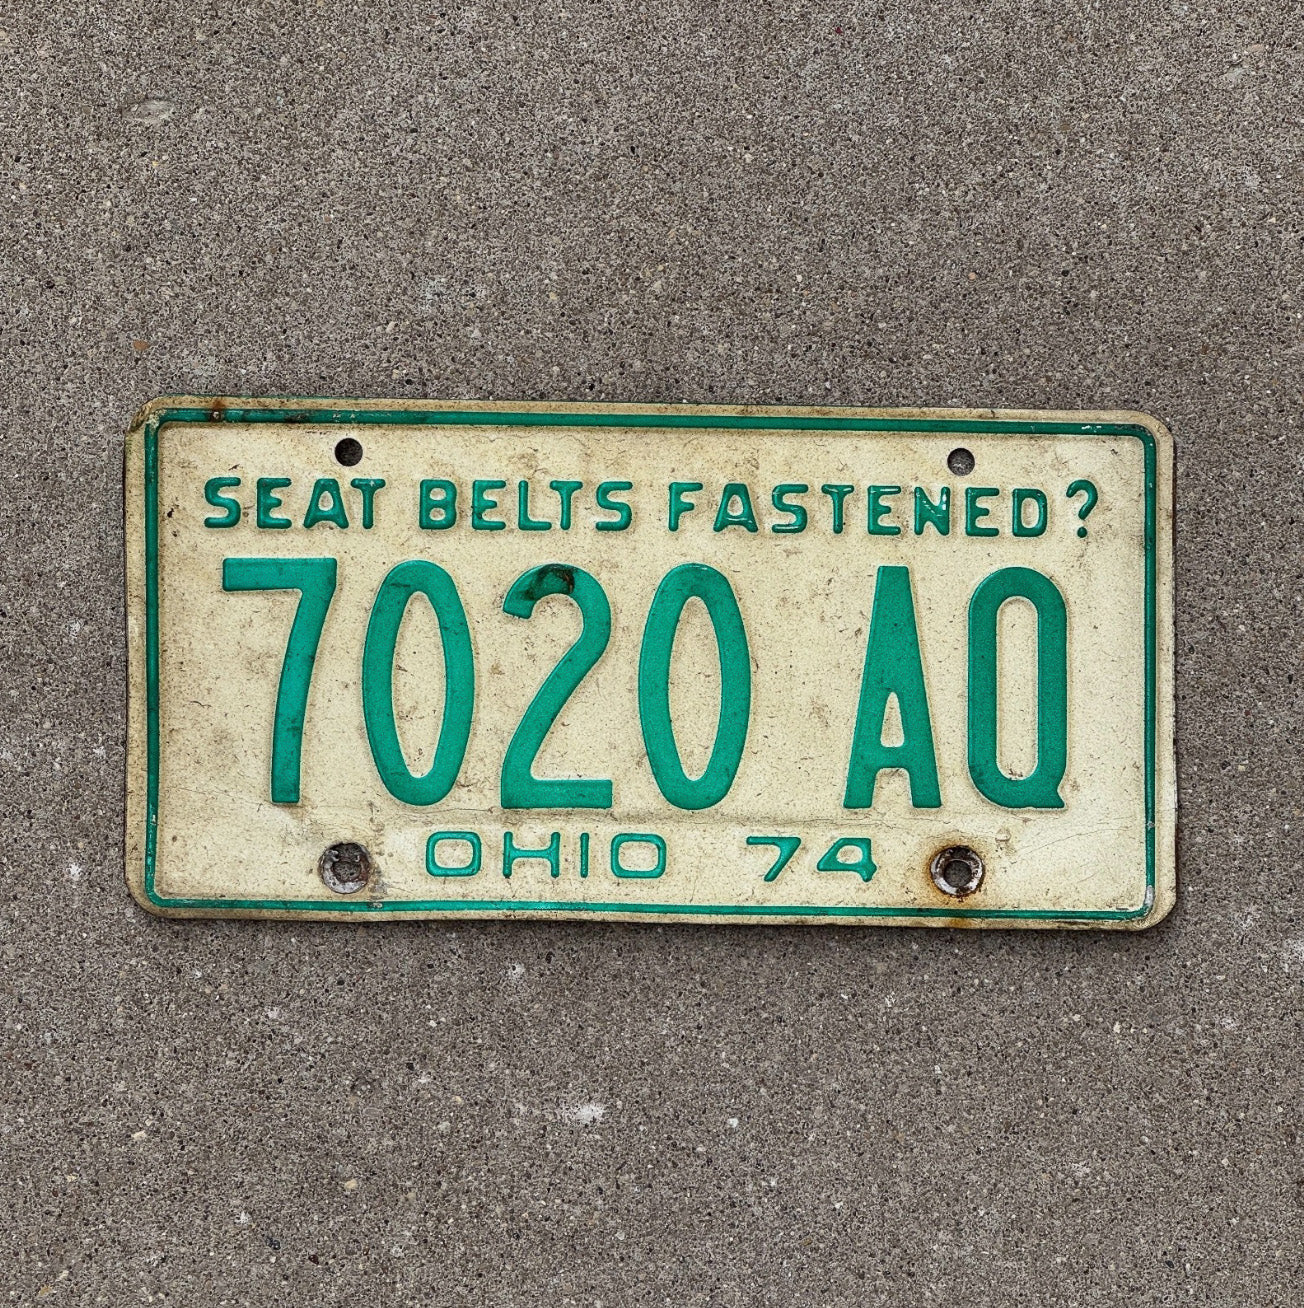 SEAT BELTS FASTENED?
7020 AQ
OHIO 74